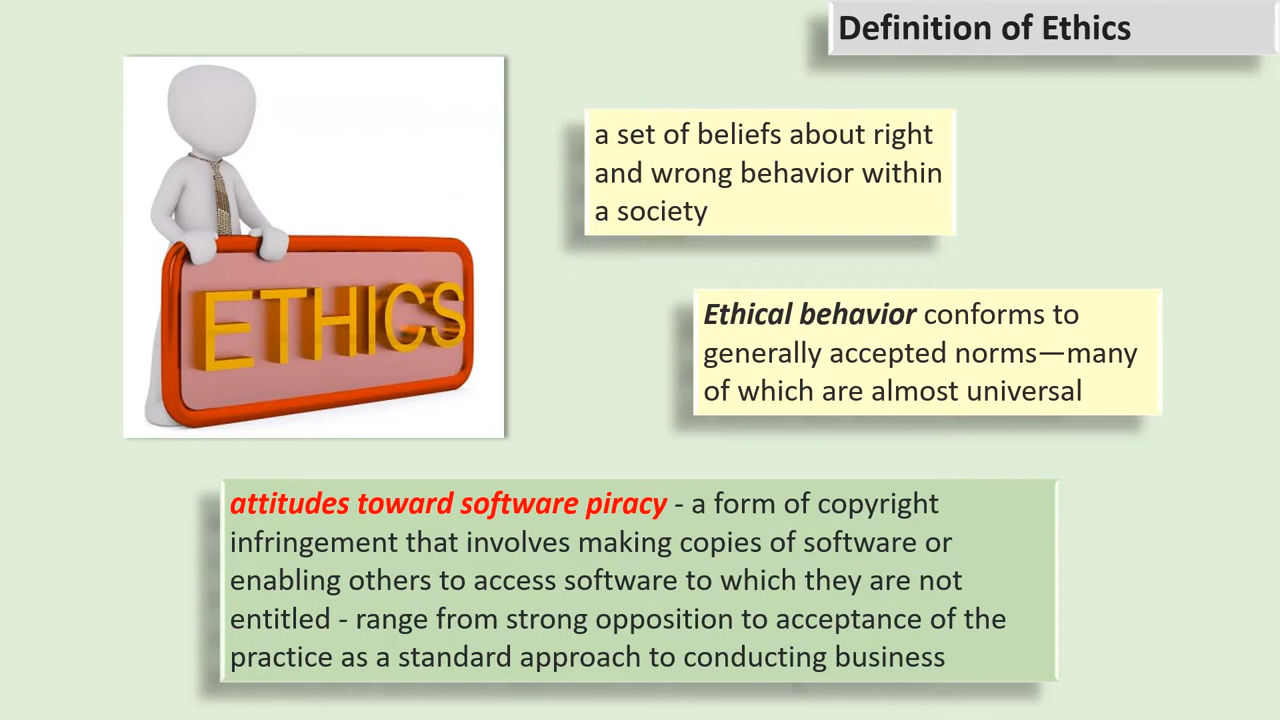 Definition of Ethics
a set of beliefs about right
and wrong behavior within
a society
ETHICS
Ethical behavior conforms to
generally accepted norms—many
of which are almost universal
attitudes toward software piracy - a form of copyright
infringement that involves making copies of software or
enabling others to access software to which they are not
entitled - range from strong opposition to acceptance of the
practice as a standard approach to conducting business